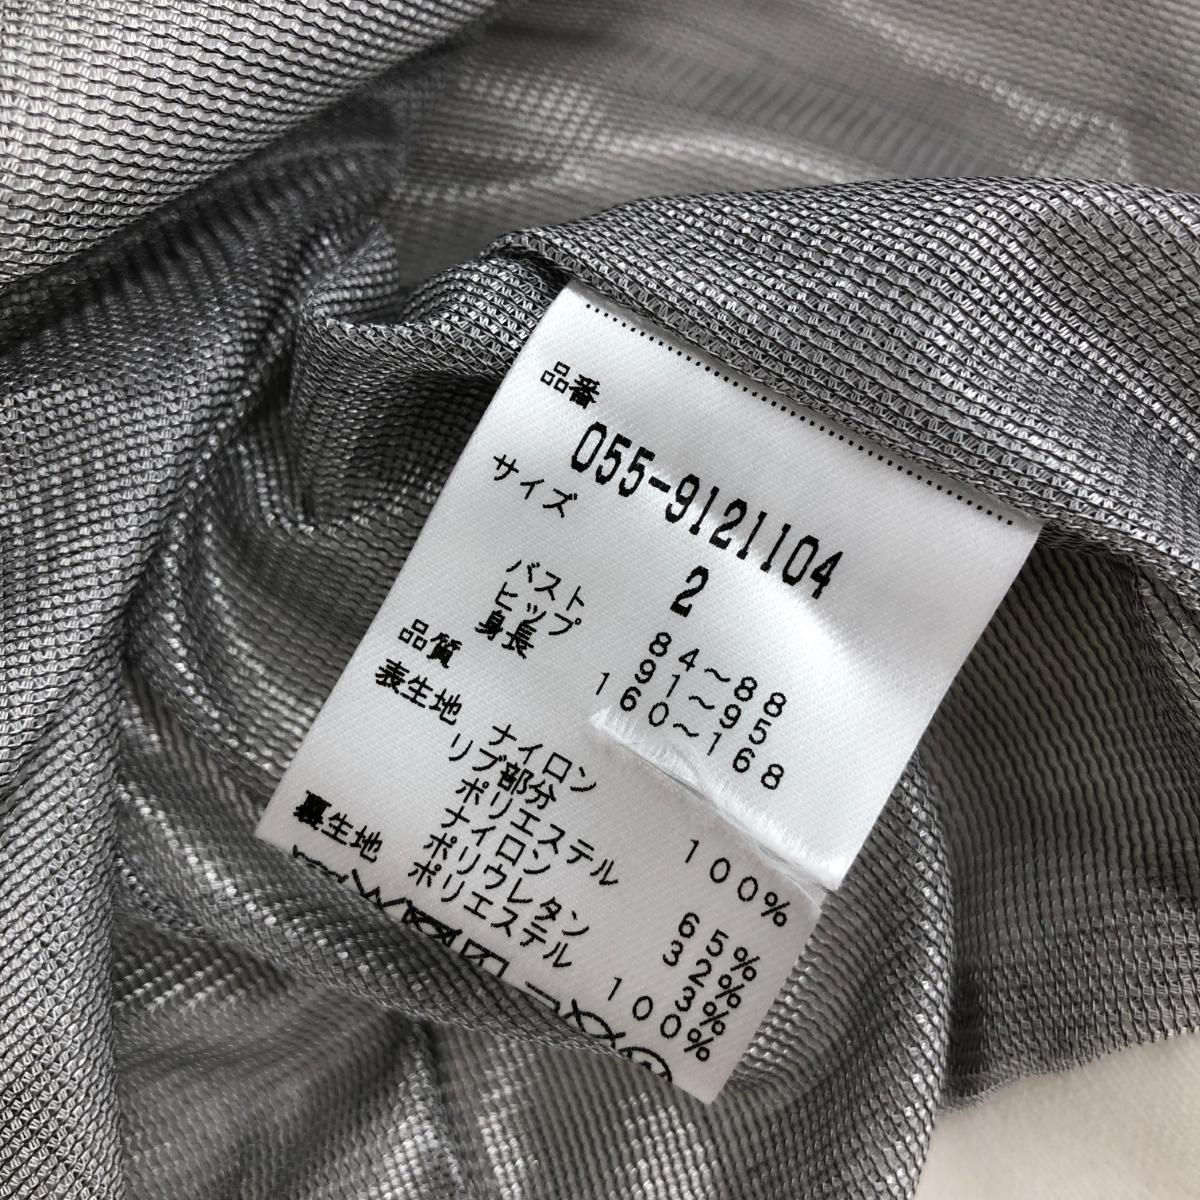 品番
055-9121104
サイズ 2
バスト 84～88
ヒップ 91～95
身長 160～168
品質
表生地
ナイロン 100%
リブ部分
ポリエステル 65%
ナイロン 32%
ポリウレタン 3%
裏生地 ポリエステル 100%